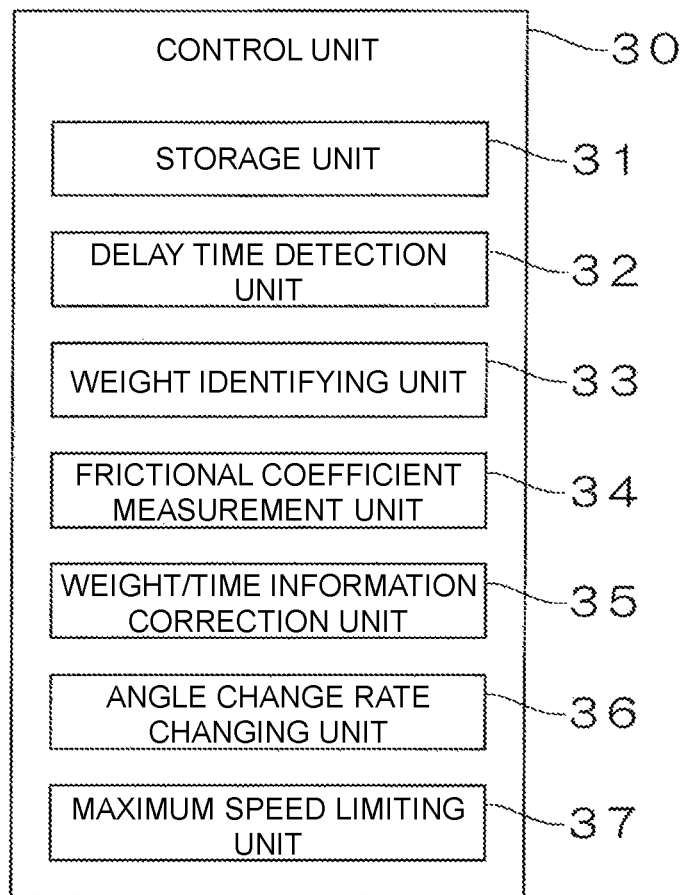 CONTROL UNIT 30
STORAGE UNIT 31
DELAY TIME DETECTION
UNIT 32
WEIGHT IDENTIFYING UNIT 33
FRICTIONAL COEFFICIENT
MEASUREMENT UNIT 34
WEIGHT/TIME INFORMATION
CORRECTION UNIT 35
ANGLE CHANGE RATE
CHANGING UNIT 36
MAXIMUM SPEED LIMITING
UNIT 37